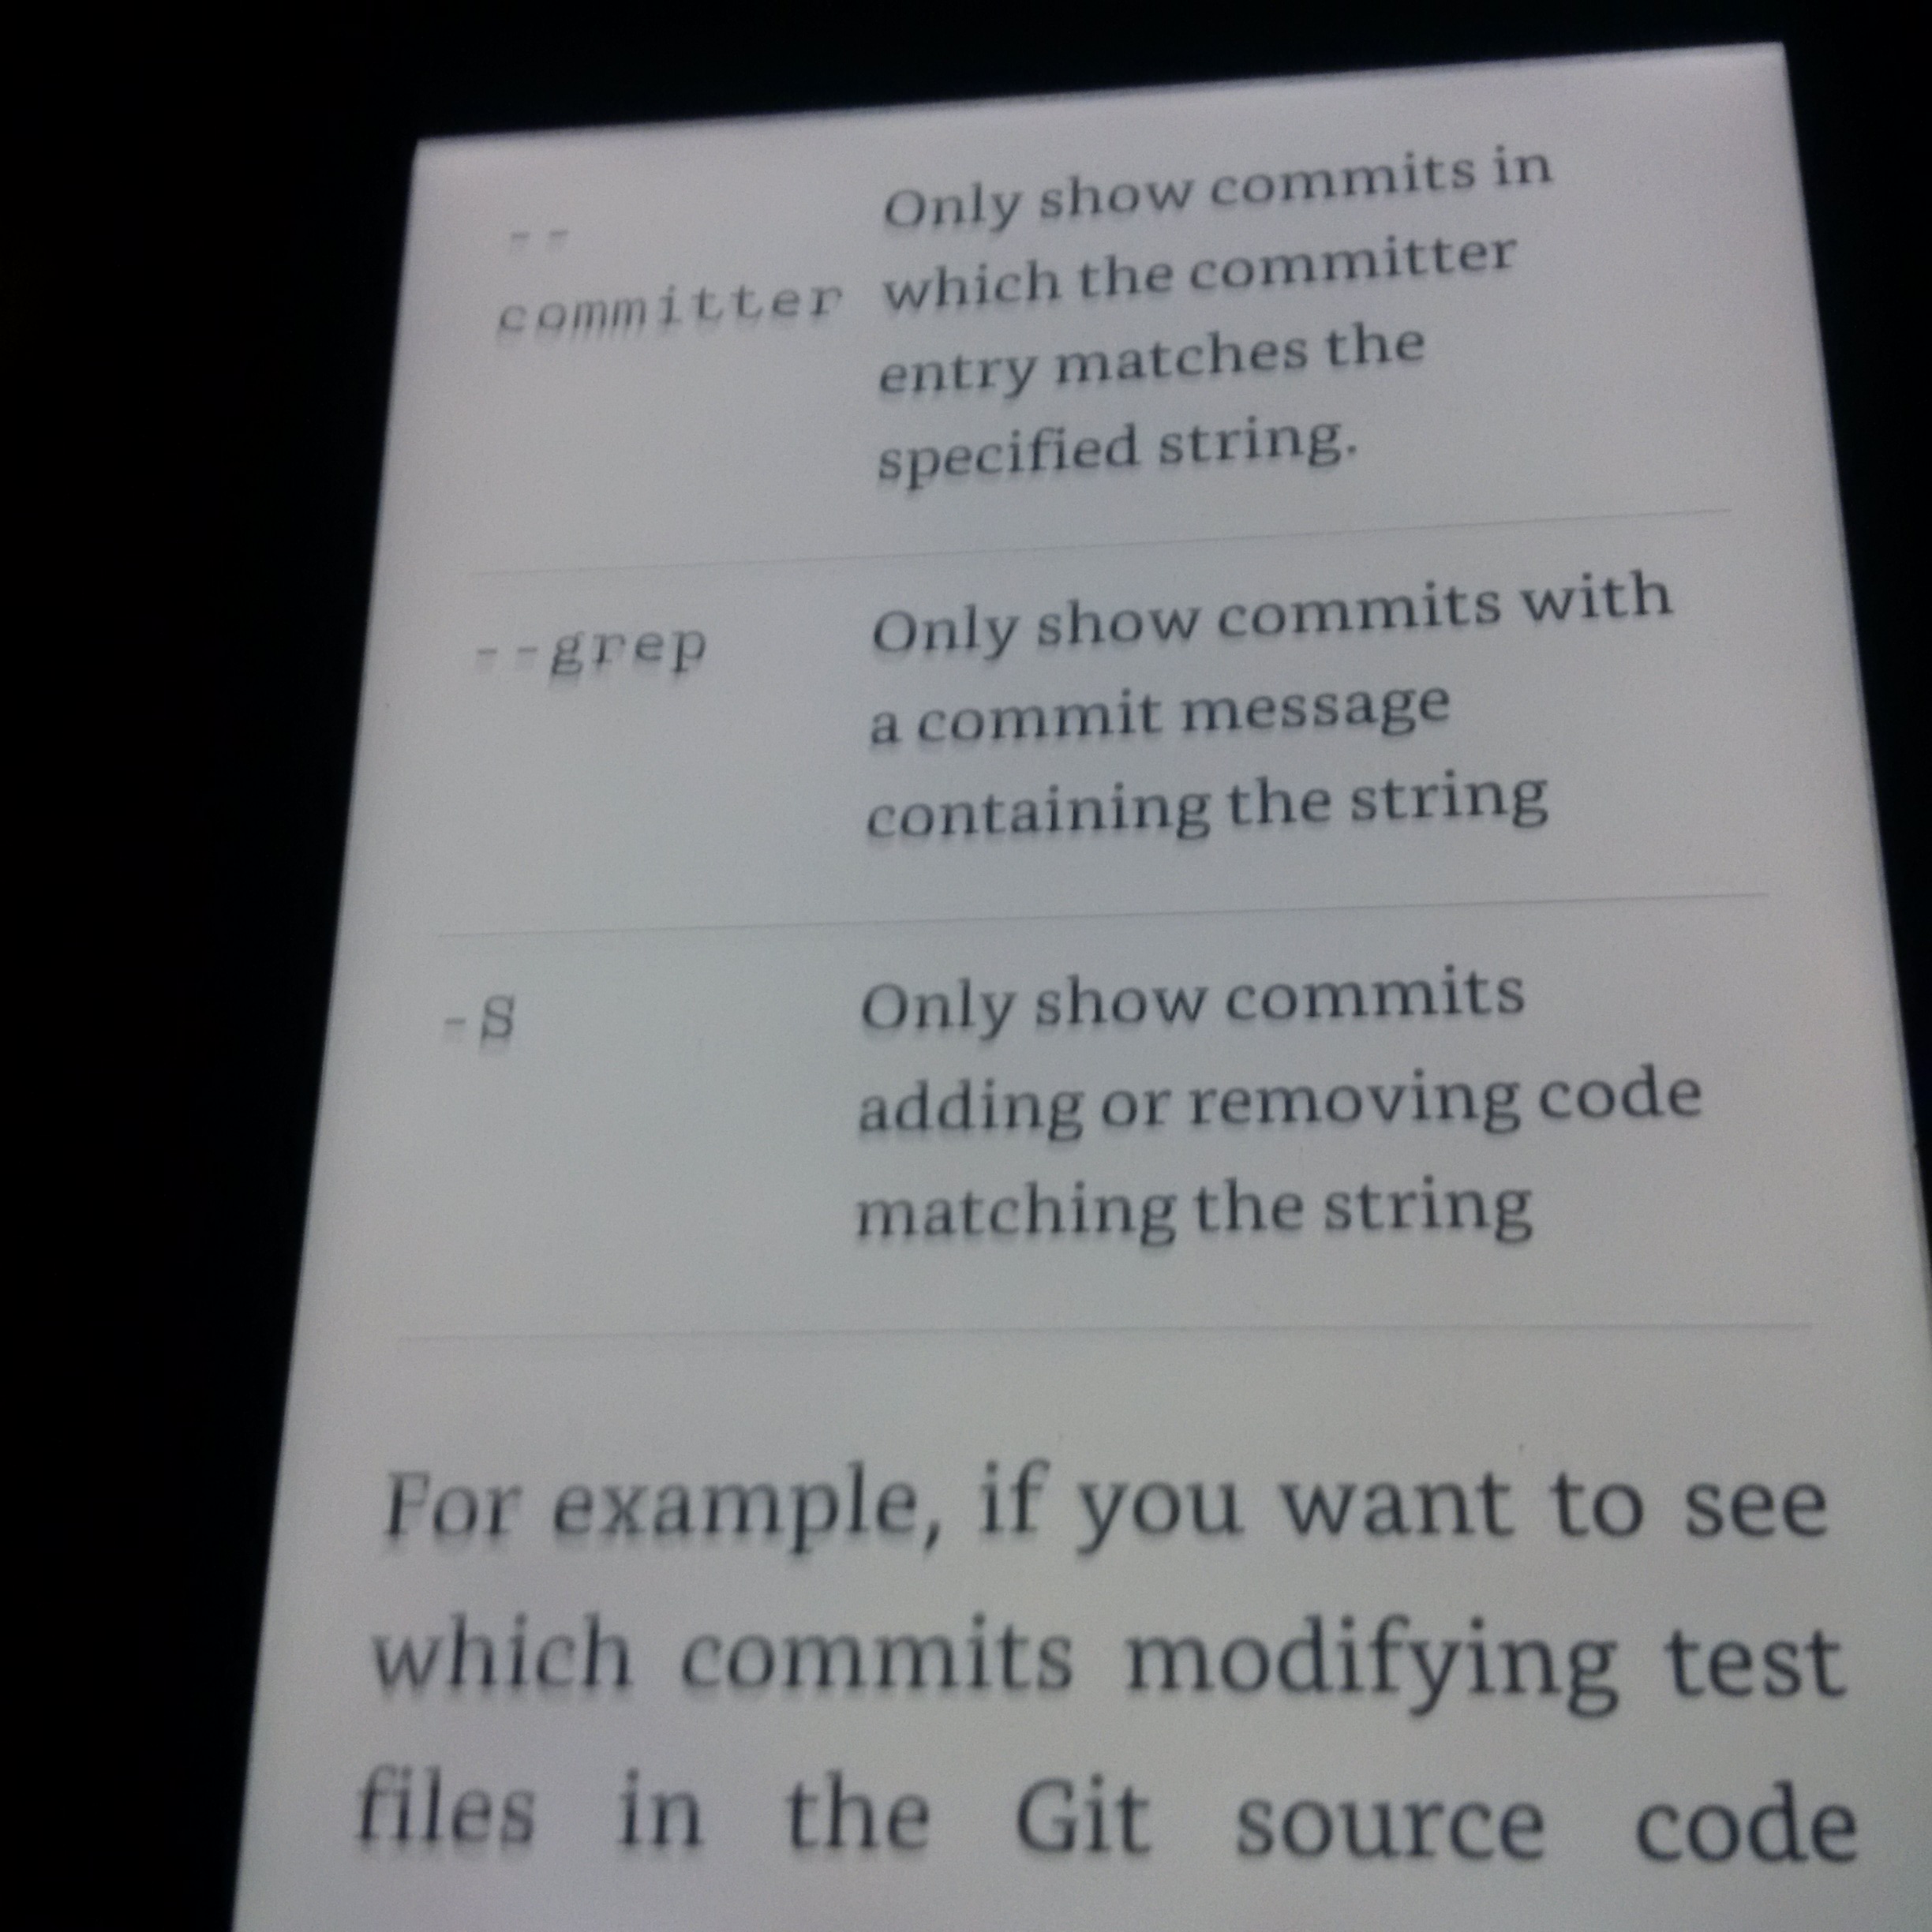 --
committer
Only show commits in
which the committer
entry matches the
specified string.
--grep
Only show commits with
a commit message
containing the string
-S
Only show commits
adding or removing code
matching the string
For example, if you want to see
which commits modifying test
files in the Git source code